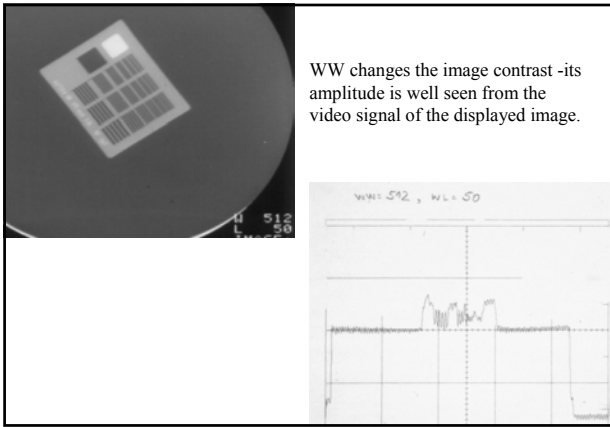 WW changes the image contrast -its
amplitude is well seen from the
video signal of the displayed image.
W 512
L 50
WW= 512 , WL= 50